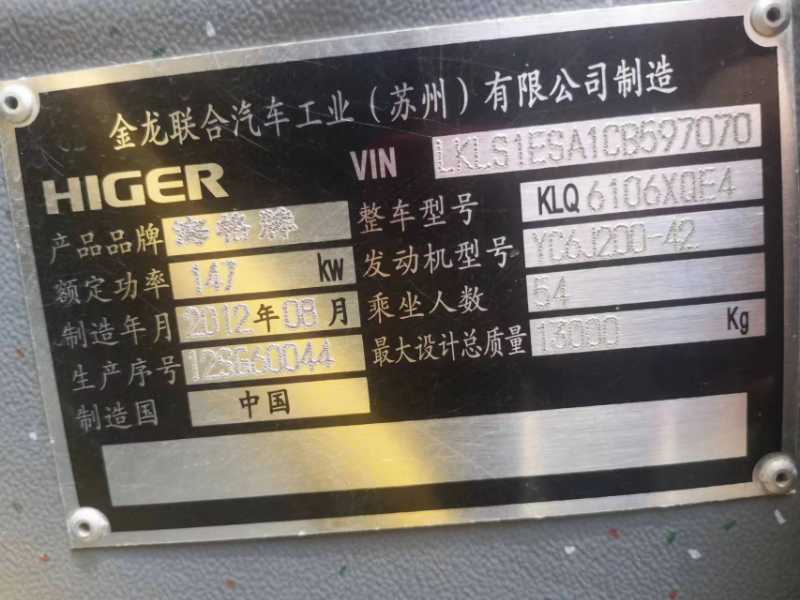 金龙联合汽车工业（苏州）有限公司制造
HIGER VIN LKLS1ESA1CB597070
产品品牌 海格牌 整车型号 KLQ6106XQE4
额定功率 147 kw 发动机型号 YC6J200-42
制造年月 2012年08月 乘坐人数 54
生产序号 12SG60044 最大设计总质量 13000 Kg
制造国 中国